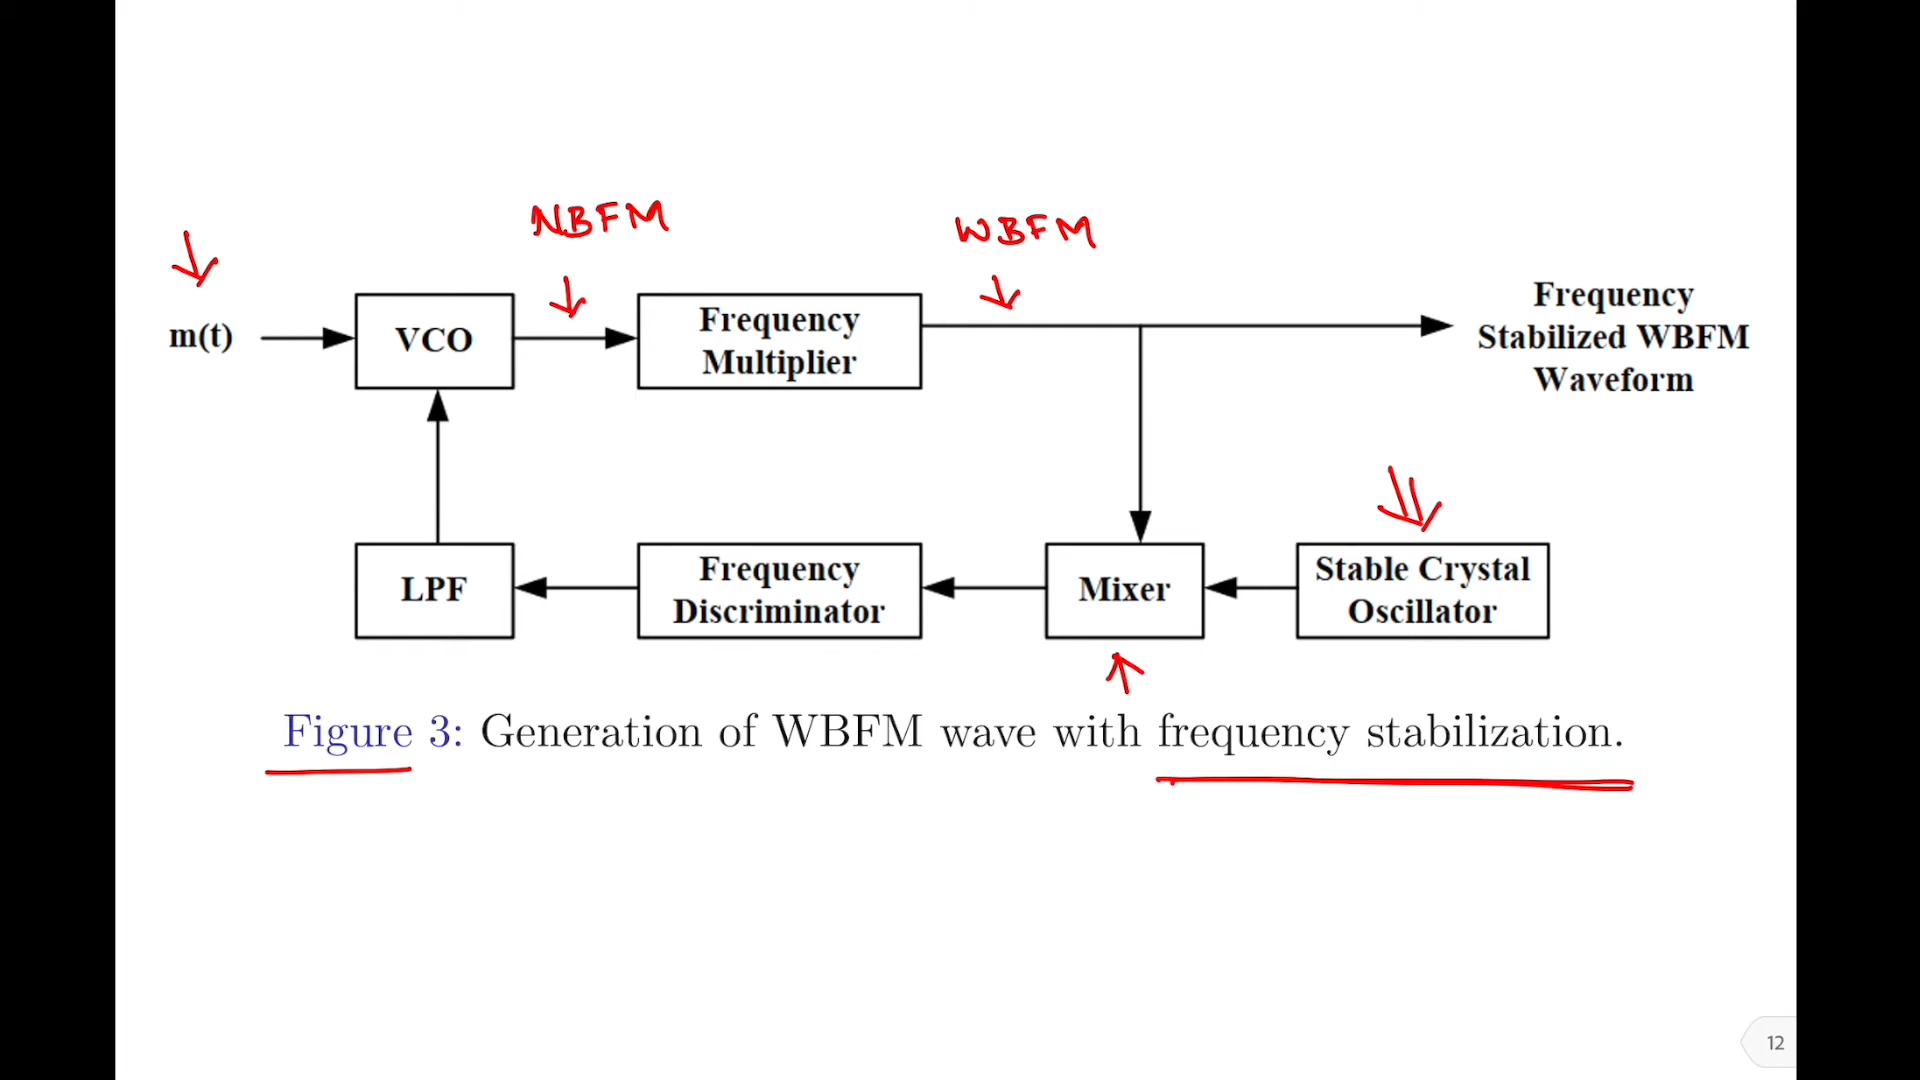 NBFM
WBFM
m(t)
VCO
Frequency
Multiplier
Frequency
Stabilized WBFM
Waveform
LPF
Frequency
Discriminator
Mixer
Stable Crystal
Oscillator
Figure 3: Generation of WBFM wave with frequency stabilization.
12